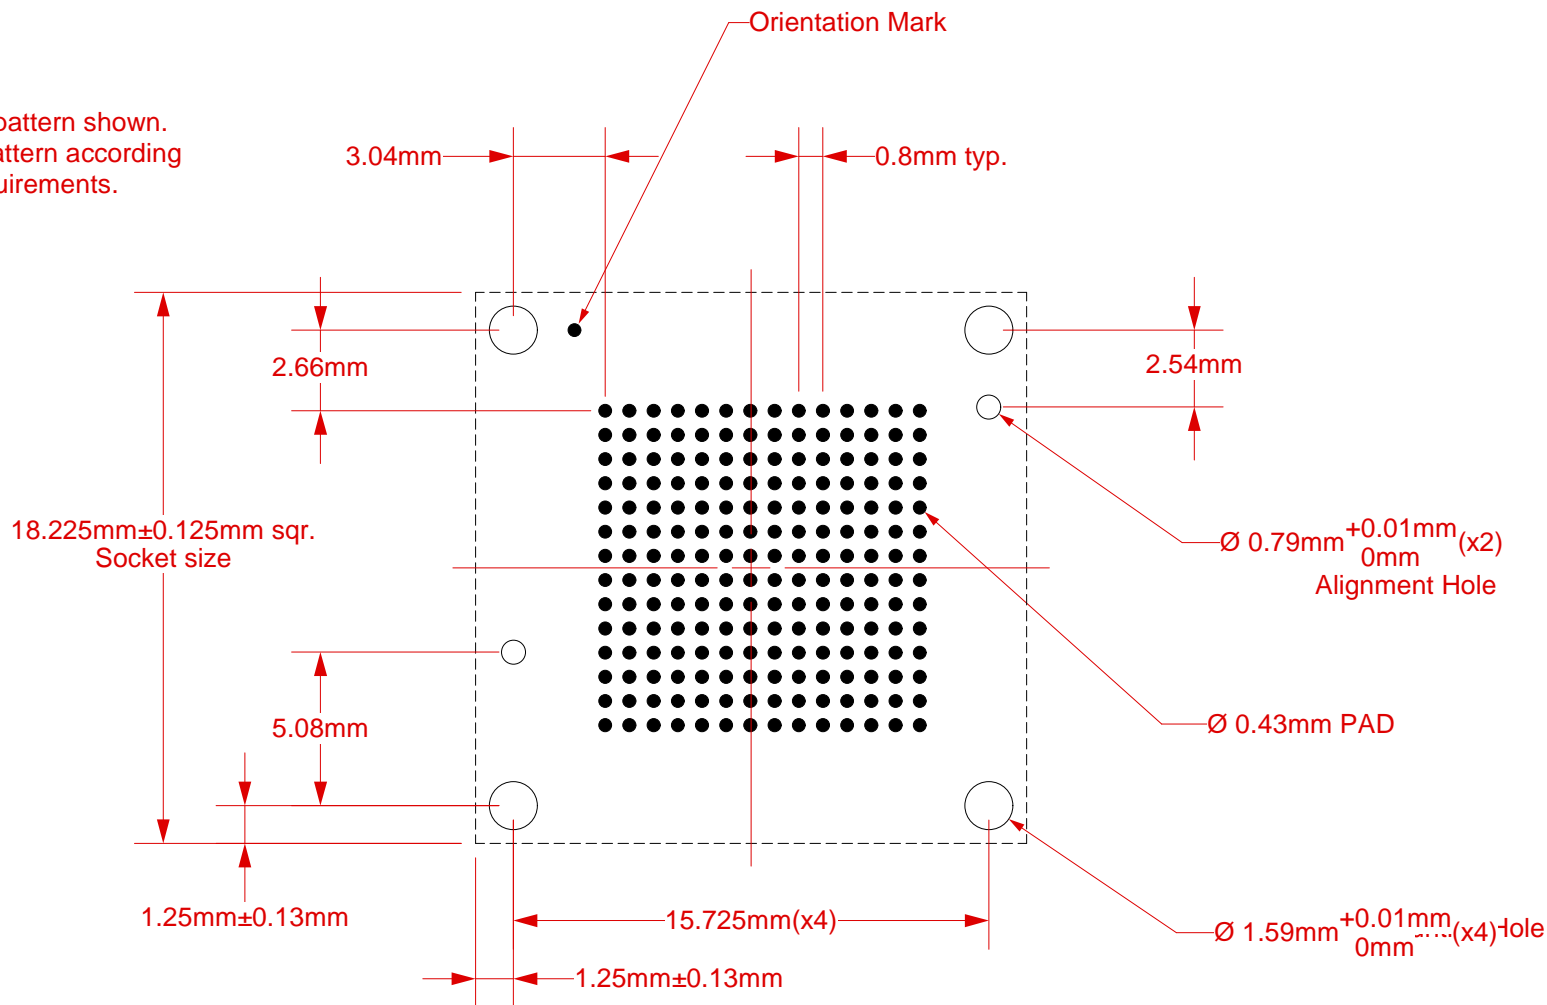 Orientation Mark
pattern shown.
attern according
uirements.
3.04mm
0.8mm typ.
2.66mm
2.54mm
18.225mm±0.125mm sqr.
Socket size
Ø 0.79mm +0.01mm (x2)
0mm
Alignment Hole
5.08mm
Ø 0.43mm PAD
1.25mm±0.13mm
15.725mm(x4)
Ø 1.59mm +0.01mm (x4) Hole
0mm
1.25mm±0.13mm